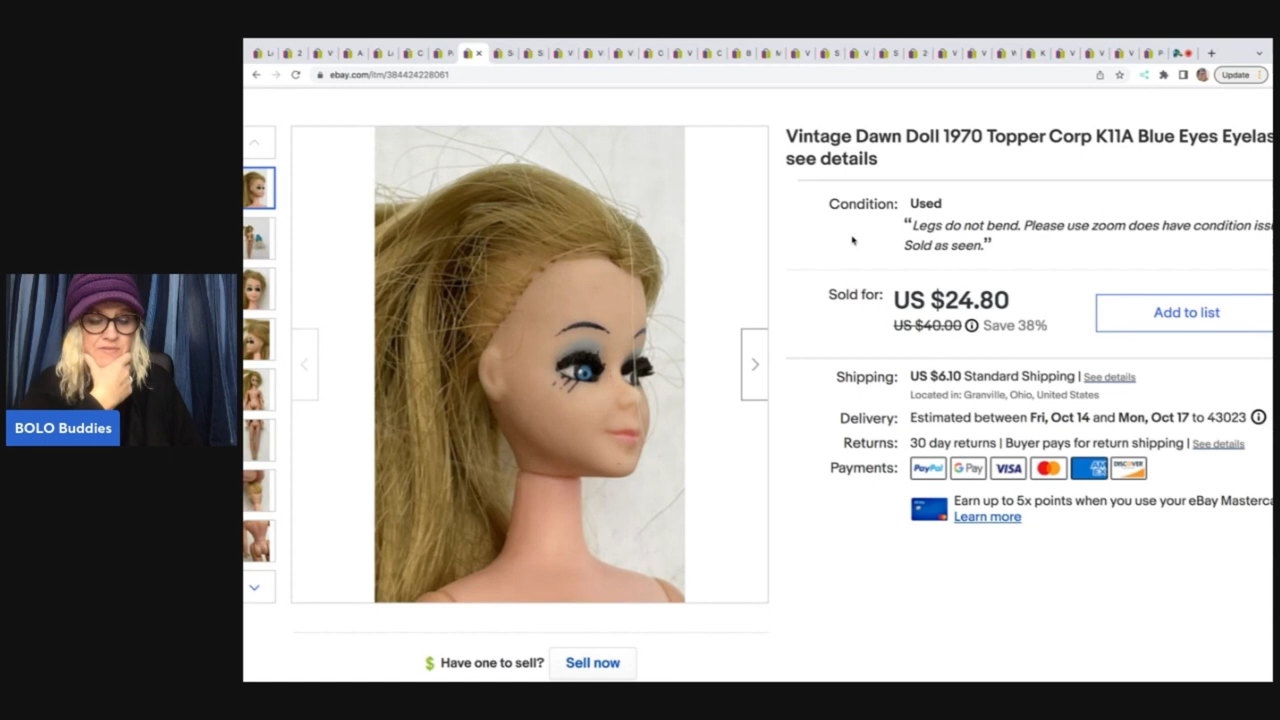 ebay.com/itm/384424228061
Update
Vintage Dawn Doll 1970 Topper Corp K11A Blue Eyes Eyelas
see details
Condition: Used
“Legs do not bend. Please use zoom does have condition iss
Sold as seen.”
Sold for: US $24.80
US $40.00 Save 38%
Add to list
Shipping: US $6.10 Standard Shipping | See details
Located in: Granville, Ohio, United States
Delivery: Estimated between Fri, Oct 14 and Mon, Oct 17 to 43023
Returns: 30 day returns | Buyer pays for return shipping | See details
Payments: PayPal G Pay VISA DISCOVER
Earn up to 5x points when you use your eBay Masterca
Learn more
BOLO Buddies
$ Have one to sell? Sell now